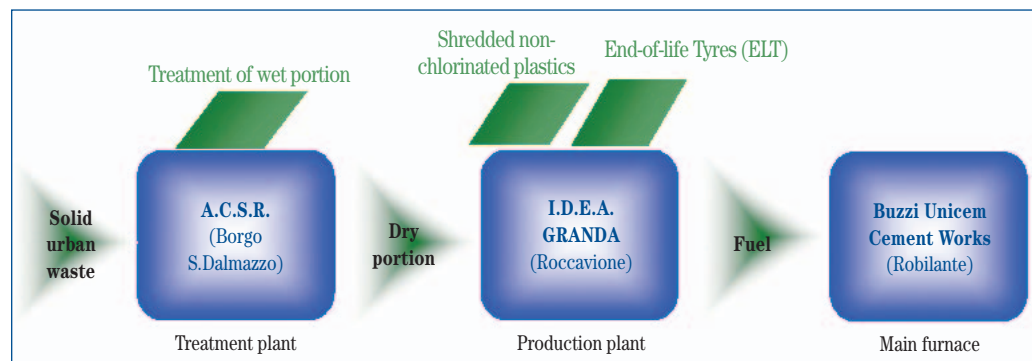 Treatment of wet portion
Shredded non-
chlorinated plastics
End-of-life Tyres (ELT)
Solid
urban
waste
A.C.S.R.
(Borgo
S.Dalmazzo)
Dry
portion
I.D.E.A.
GRANDA
(Roccavione)
Fuel
Buzzi Unicem
Cement Works
(Robilante)
Treatment plant
Production plant
Main furnace